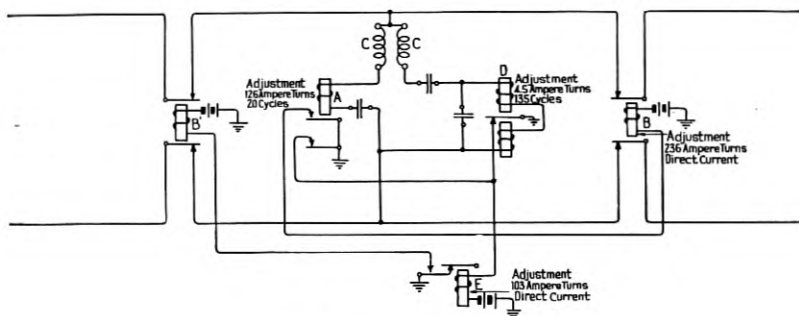 C C
Adjustment
126 Ampere Turns
20 Cycles
A
D
Adjustment
4.5 Ampere Turns
135 Cycles
B'
B
Adjustment
236 Ampere Turns
Direct Current
E
Adjustment
103 Ampere Turns
Direct Current